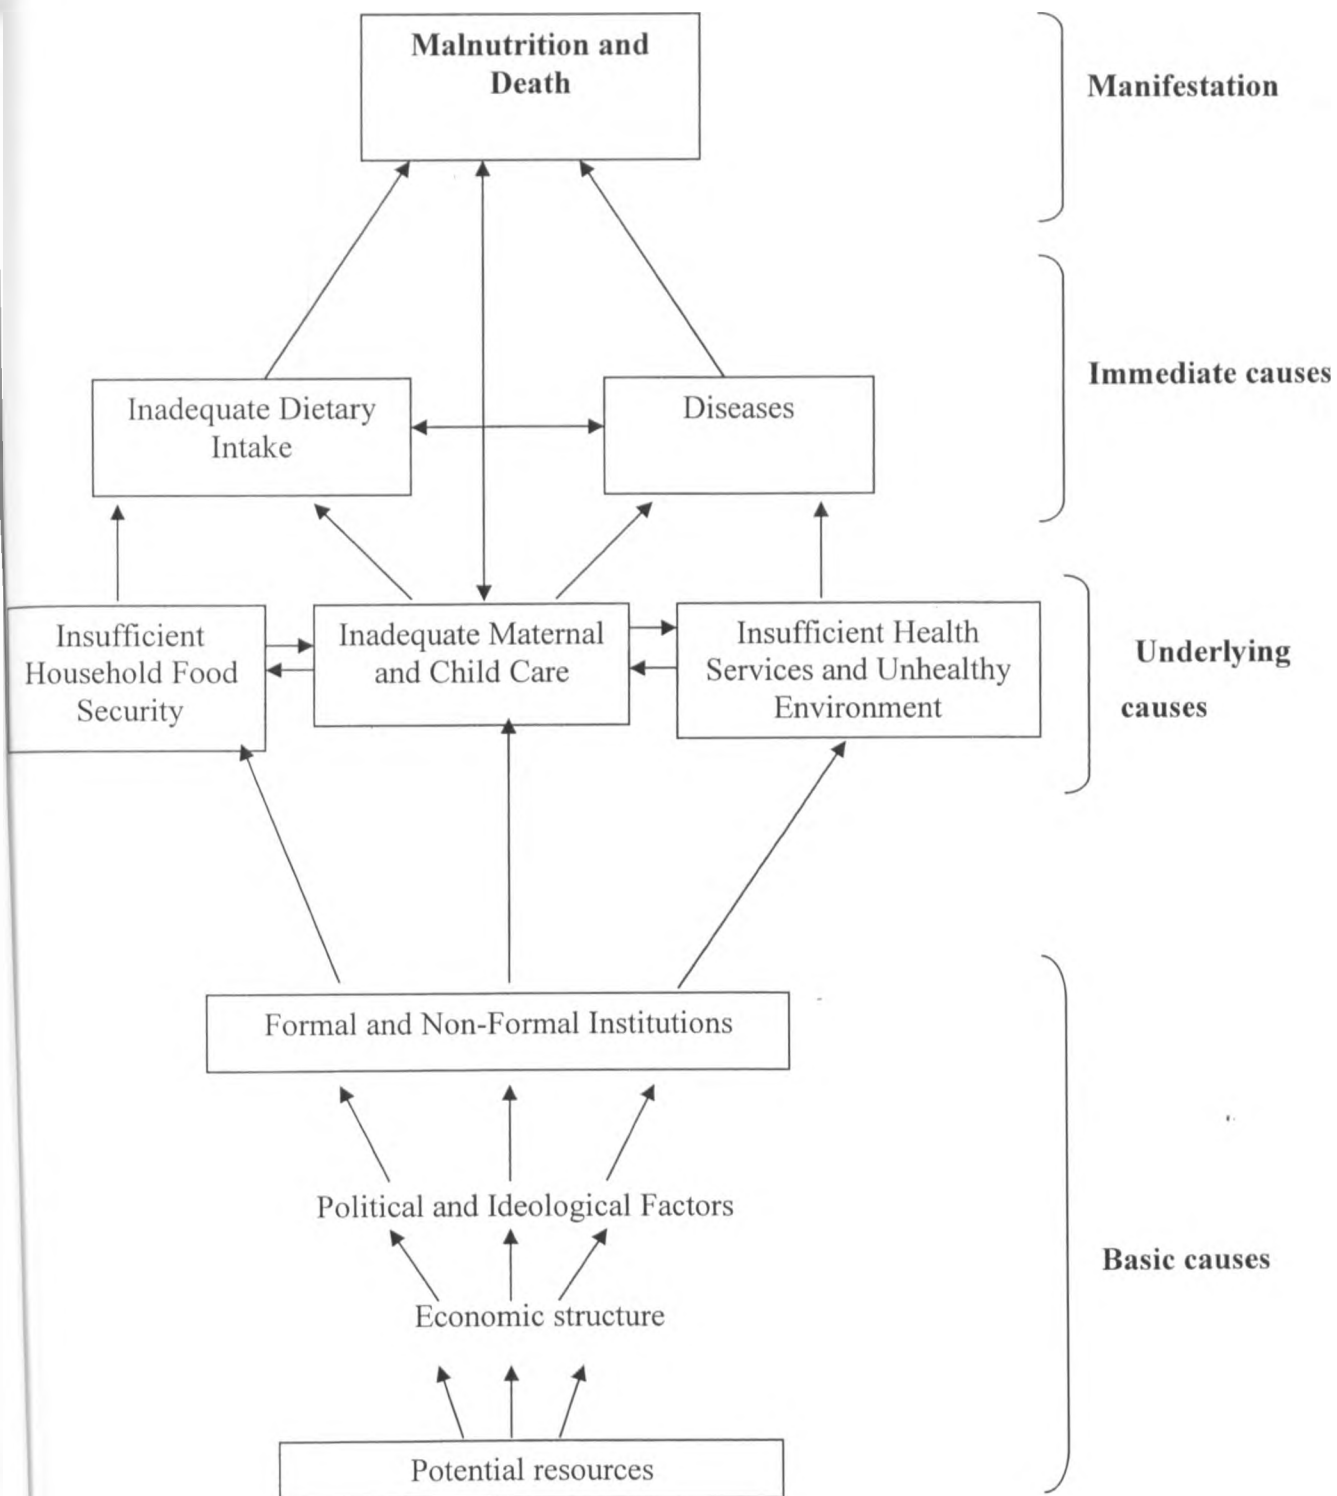 Malnutrition and
Death
Manifestation
Immediate causes
Inadequate Dietary
Intake
Diseases
Insufficient
Household Food
Security
Inadequate Maternal
and Child Care
Insufficient Health
Services and Unhealthy
Environment
Underlying
causes
Formal and Non-Formal Institutions
Political and Ideological Factors
Basic causes
Economic structure
Potential resources